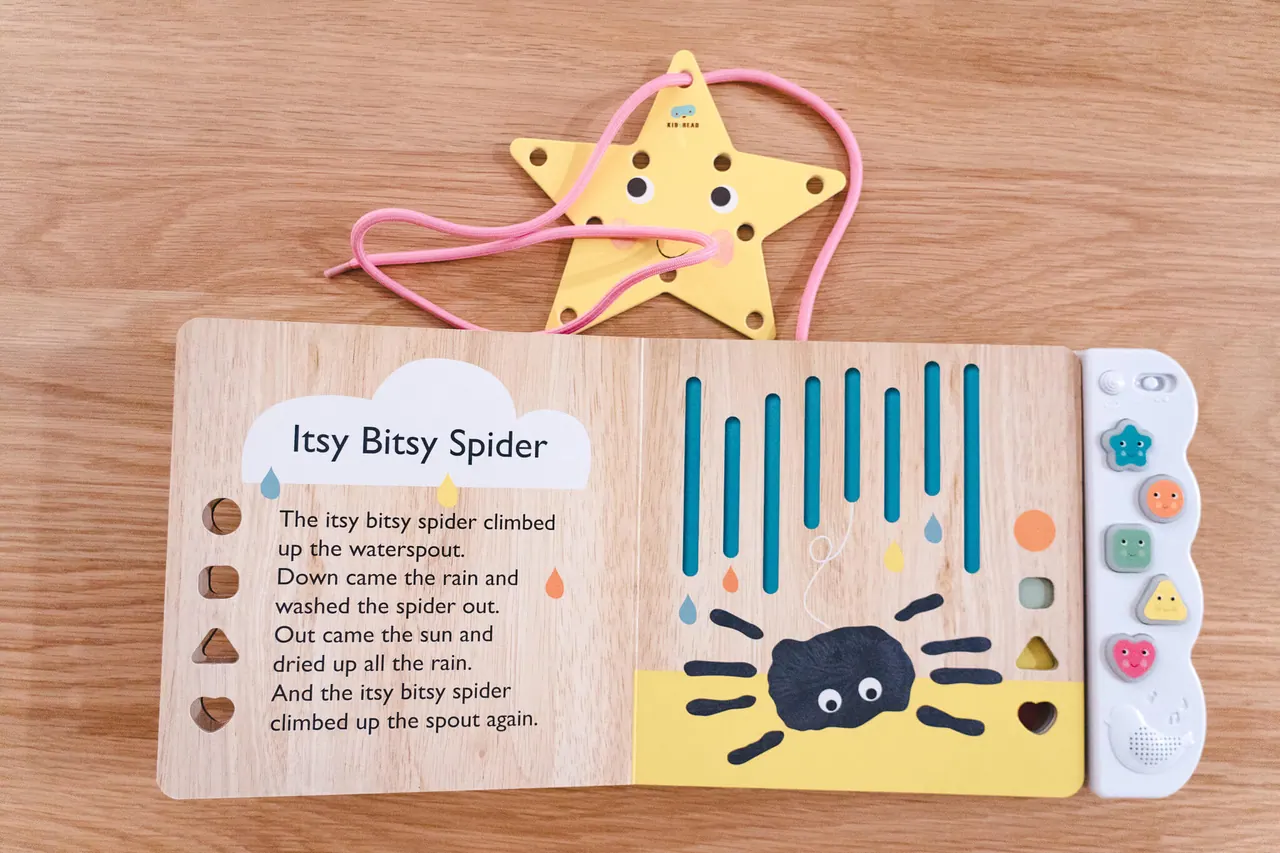 KID READ
Itsy Bitsy Spider
The itsy bitsy spider climbed
up the waterspout.
Down came the rain and
washed the spider out.
Out came the sun and
dried up all the rain.
And the itsy bitsy spider
climbed up the spout again.